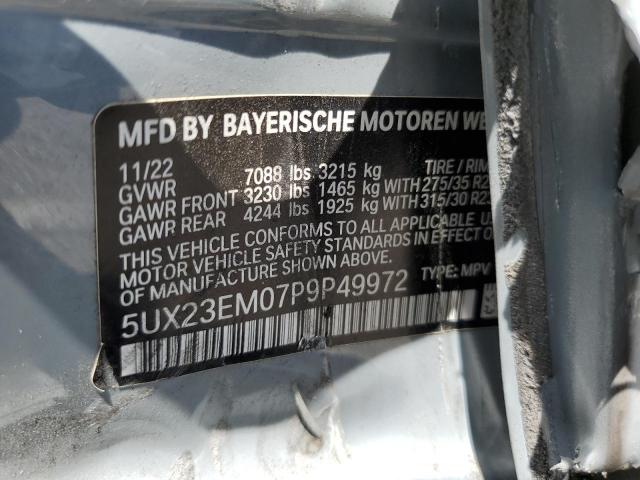 MFD BY BAYERISCHE MOTOREN WE
11/22
GVWR 7088 lbs 3215 kg TIRE / RIM
GAWR FRONT 3230 lbs 1465 kg WITH 275/35 R2
GAWR REAR 4244 lbs 1925 kg WITH 315/30 R2
THIS VEHICLE CONFORMS TO ALL APPLICABLE U.
MOTOR VEHICLE SAFETY STANDARDS IN EFFECT O
OF MANUFACTURE SHOWN ABOVE.
5UX23EM07P9P49972 TYPE: MPV